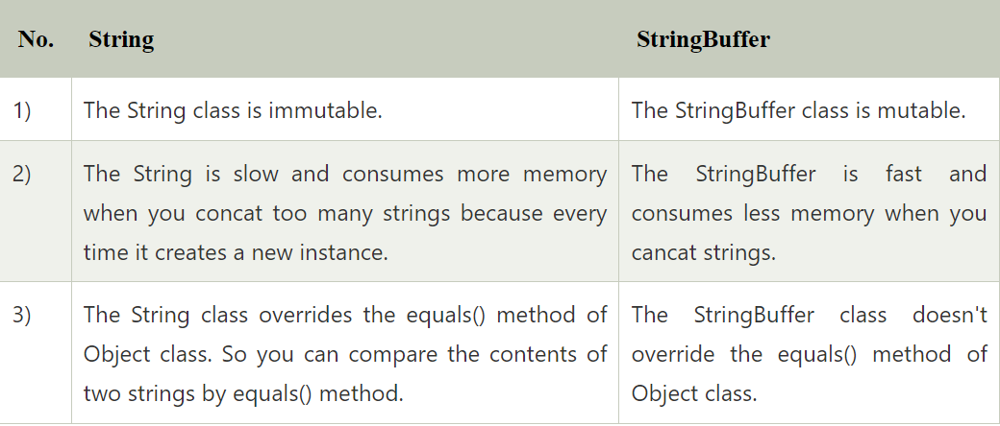 No. String StringBuffer
1) The String class is immutable. The StringBuffer class is mutable.
2) The String is slow and consumes more memory
when you concat too many strings because every
time it creates a new instance.
The StringBuffer is fast and
consumes less memory when you
cancat strings.
3) The String class overrides the equals() method of
Object class. So you can compare the contents of
two strings by equals() method.
The StringBuffer class doesn't
override the equals() method of
Object class.